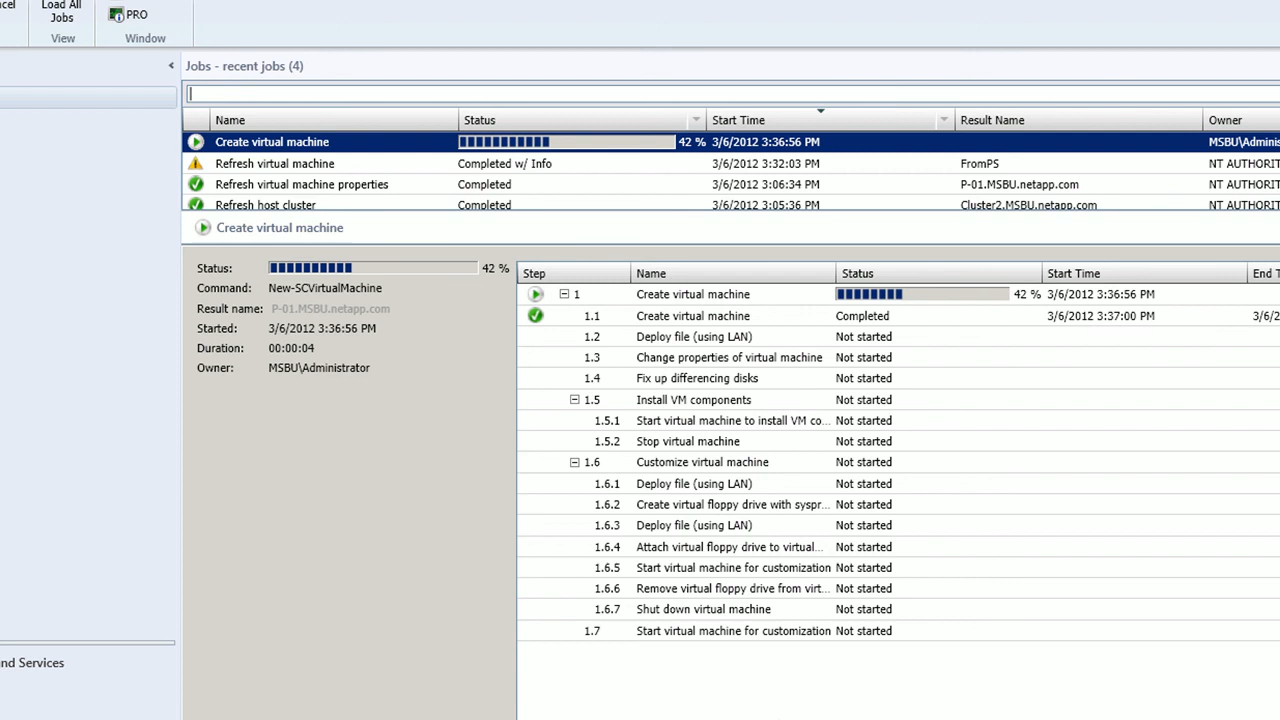 Load All
Jobs
PRO
View
Window
Jobs - recent jobs (4)
Name Status Start Time Result Name Owner
Create virtual machine 42 % 3/6/2012 3:36:56 PM
Refresh virtual machine Completed w/ Info 3/6/2012 3:32:03 PM FromPS
Refresh virtual machine properties Completed 3/6/2012 3:06:34 PM P-01.MSBU.netapp.com
Refresh host cluster Completed 3/6/2012 3:05:36 PM Cluster2.MSBU.netapp.com
Create virtual machine
Status: 42 %
Command: New-SCVirtualMachine
Result name: P-01.MSBU.netapp.com
Started: 3/6/2012 3:36:56 PM
Duration: 00:00:04
Owner: MSBU\Administrator
Step Name Status Start Time End
1 Create virtual machine 42 % 3/6/2012 3:36:56 PM
1.1 Create virtual machine Completed 3/6/2012 3:37:00 PM
1.2 Deploy file (using LAN) Not started
1.3 Change properties of virtual machine Not started
1.4 Fix up differencing disks Not started
1.5 Install VM components Not started
1.5.1 Start virtual machine to install VM co... Not started
1.5.2 Stop virtual machine Not started
1.6 Customize virtual machine Not started
1.6.1 Deploy file (using LAN) Not started
1.6.2 Create virtual floppy drive with syspr... Not started
1.6.3 Deploy file (using LAN) Not started
1.6.4 Attach virtual floppy drive to virtual... Not started
1.6.5 Start virtual machine for customization Not started
1.6.6 Remove virtual floppy drive from virt... Not started
1.6.7 Shut down virtual machine Not started
1.7 Start virtual machine for customization Not started
nd Services